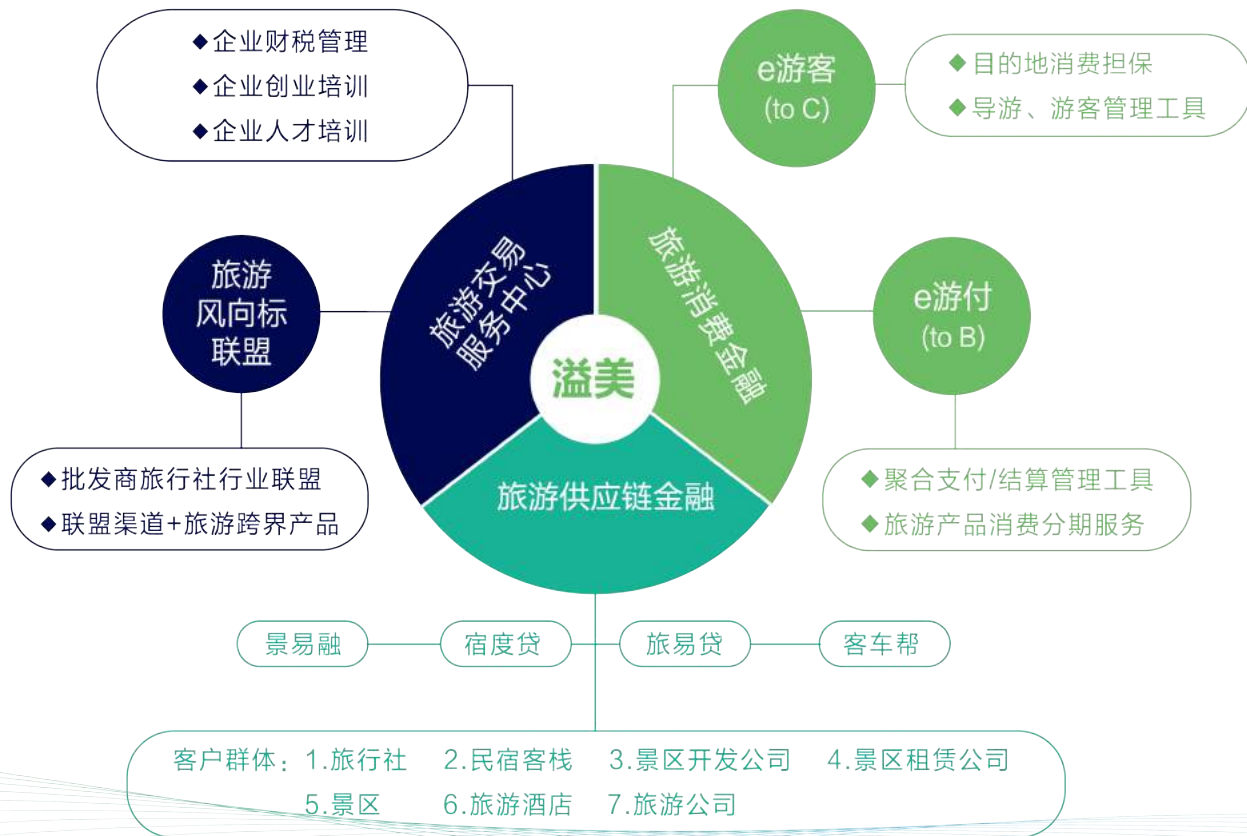 ◆企业财税管理
◆企业创业培训
◆企业人才培训
e游客
(to C)
◆目的地消费担保
◆导游、游客管理工具
旅游
风向标
联盟
旅游交易
服务中心
旅游消费金融
e游付
(to B)
溢美
◆批发商旅行社行业联盟
◆联盟渠道+旅游跨界产品
旅游供应链金融
◆聚合支付/结算管理工具
◆旅游产品消费分期服务
景易融
宿度贷
旅易贷
客车帮
客户群体：1.旅行社 2.民宿客栈 3.景区开发公司 4.景区租赁公司
5.景区 6.旅游酒店 7.旅游公司